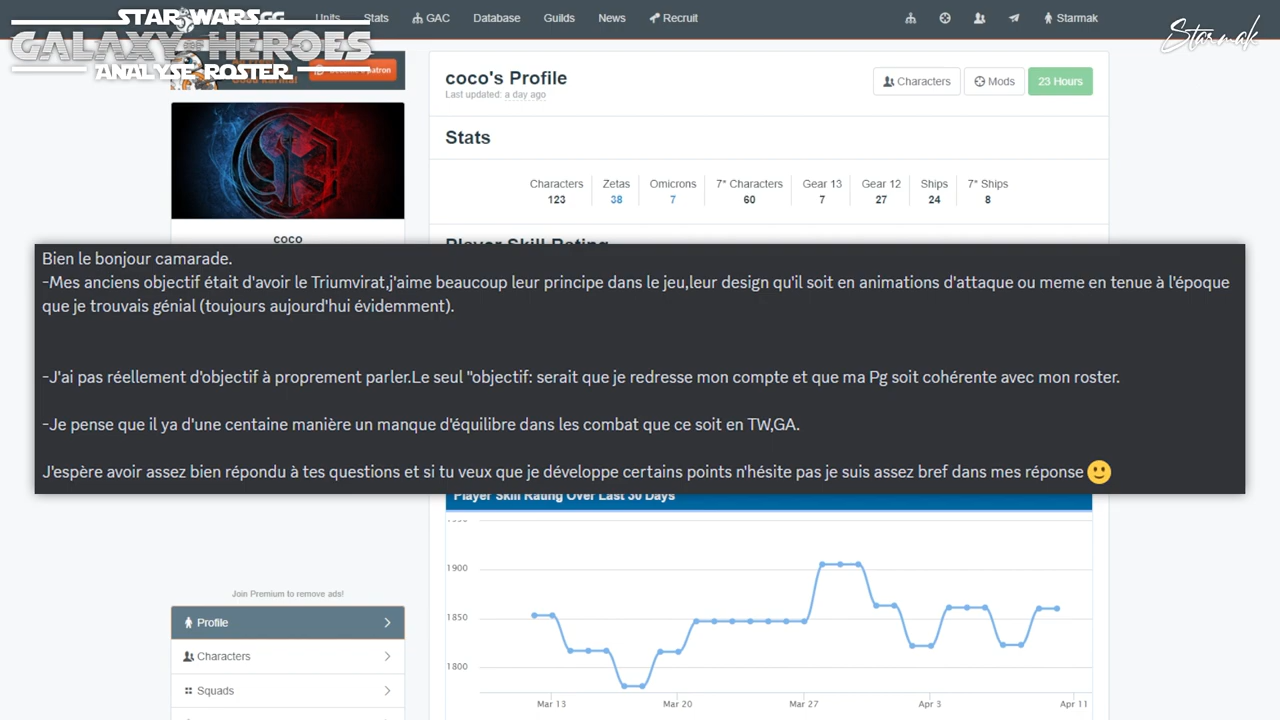 STAR WARS
GALAXY HEROES
ANALYSE ROSTER
.GG
Units
Stats
GAC
Database
Guilds
News
Recruit
Starmak
Starmak
coco's Profile
Last updated: a day ago
Characters
Mods
23 Hours
Stats
Characters Zetas Omicrons 7* Characters Gear 13 Gear 12 Ships 7* Ships
123 38 7 60 7 27 24 8
coco
Player Skill Rating
Bien le bonjour camarade.
-Mes anciens objectif était d'avoir le Triumvirat,j'aime beaucoup leur principe dans le jeu,leur design qu'il soit en animations d'attaque ou meme en tenue à l'époque
que je trouvais génial (toujours aujourd'hui évidemment).
-J'ai pas réellement d'objectif à proprement parler.Le seul "objectif: serait que je redresse mon compte et que ma Pg soit cohérente avec mon roster.
-Je pense que il ya d'une centaine manière un manque d'équilibre dans les combat que ce soit en TW,GA.
J'espère avoir assez bien répondu à tes questions et si tu veux que je développe certains points n'hésite pas je suis assez bref dans mes réponse 🙂
Player Skill Rating Over Last 30 Days
1900
1850
1800
Mar 13 Mar 20 Mar 27 Apr 3 Apr 11
Join Premium to remove ads!
Profile
Characters
Squads